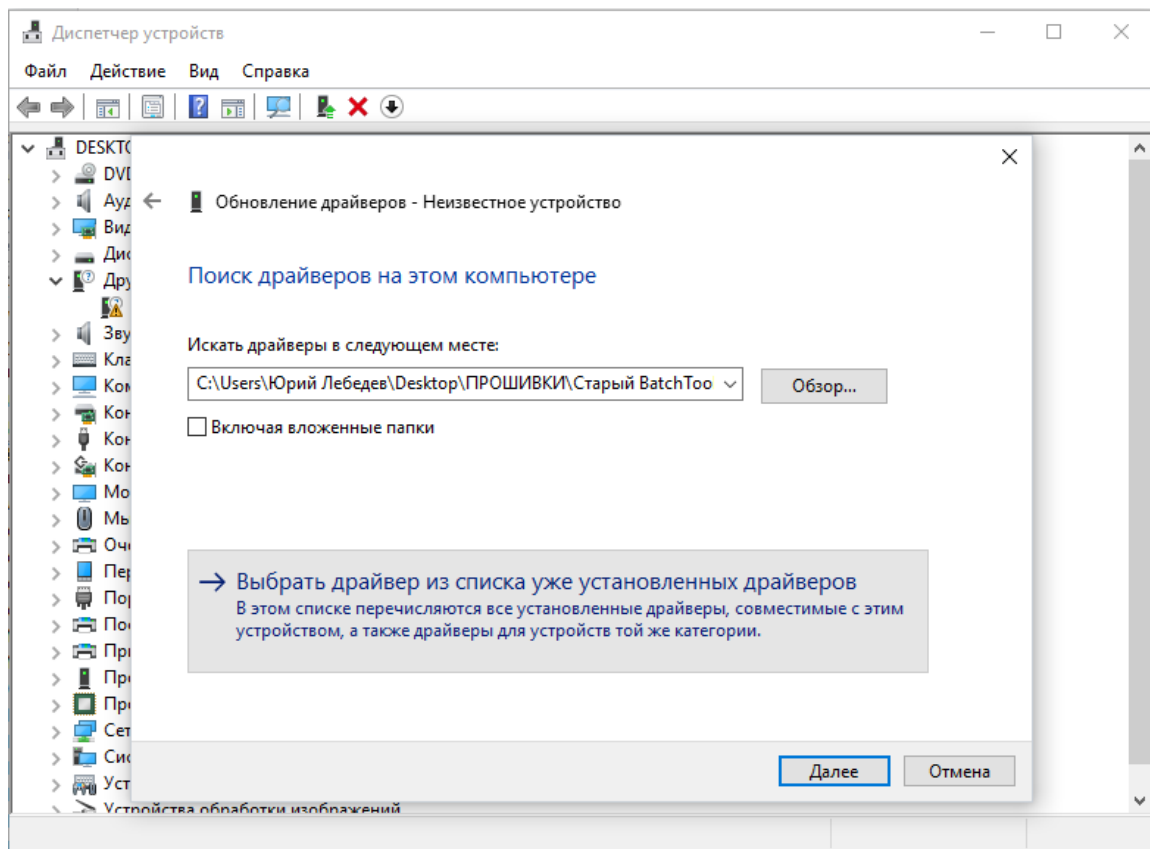 Диспетчер устройств
Файл Действие Вид Справка
DESKTO
DVD
Ауд
Вид
Дис
Дру
Зву
Кла
Ком
Кон
Кон
Кон
Мо
Мы
Оче
Пер
Пор
Пос
При
Про
Про
Сет
Сис
Уст
Устройства обработки изображений
Обновление драйверов - Неизвестное устройство
Поиск драйверов на этом компьютере
Искать драйверы в следующем месте:
C:\Users\Юрий Лебедев\Desktop\ПРОШИВКИ\Старый BatchToo
Обзор...
Включая вложенные папки
Выбрать драйвер из списка уже установленных драйверов
В этом списке перечисляются все установленные драйверы, совместимые с этим
устройством, а также драйверы для устройств той же категории.
Далее Отмена